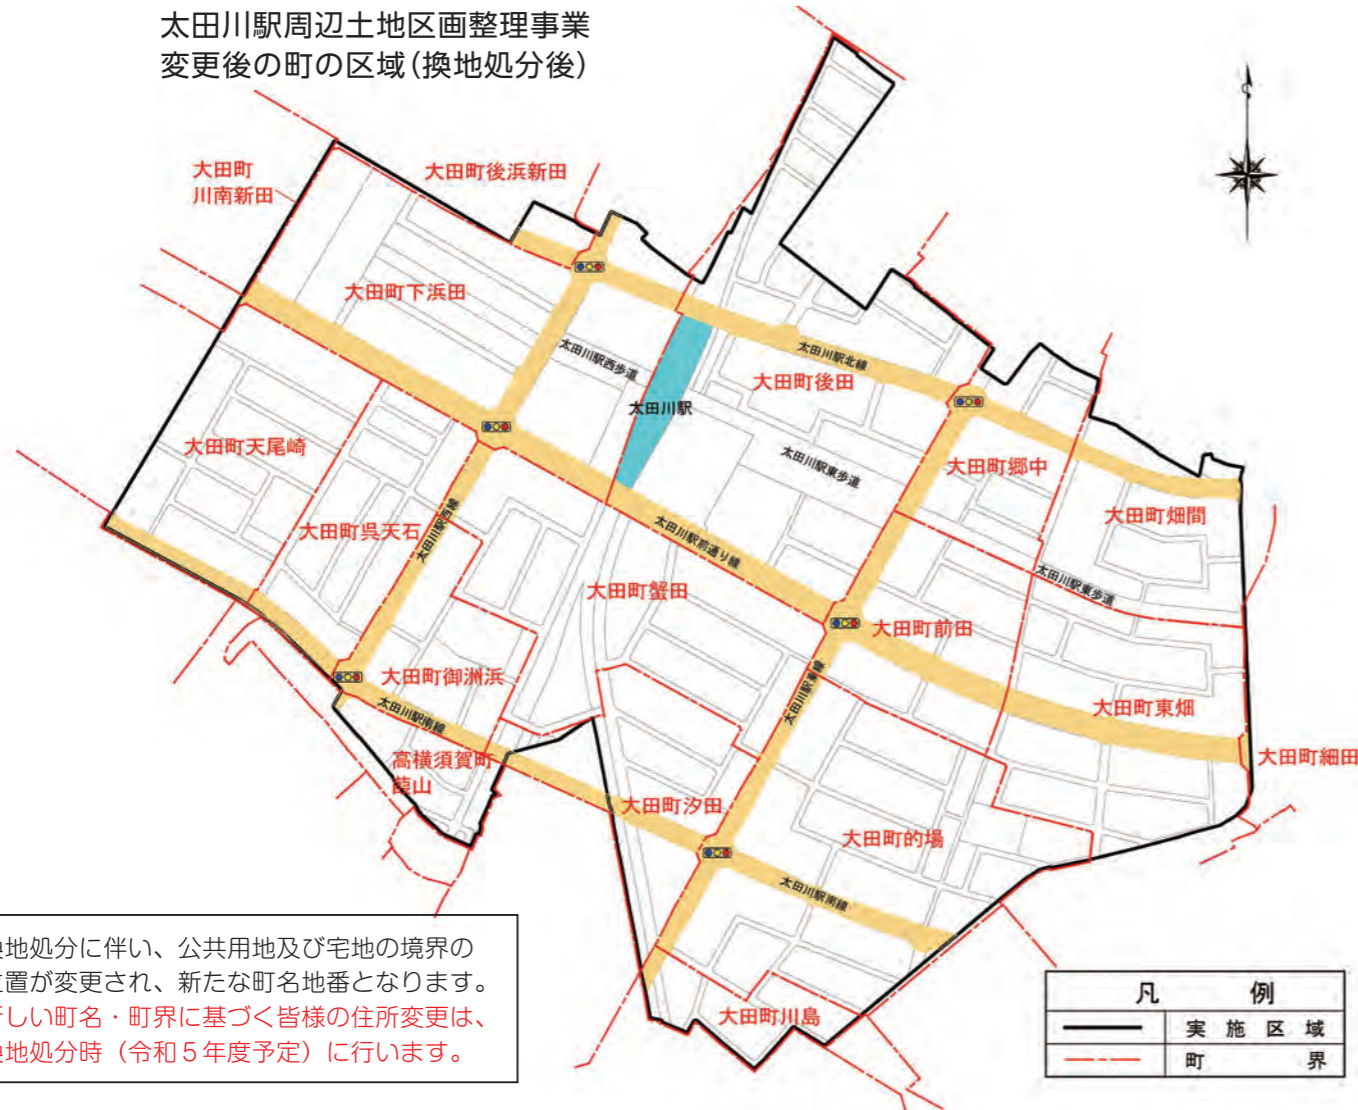 太田川駅周辺土地区画整理事業
変更後の町の区域(換地処分後)
大田町
川南新田
大田町後浜新田
大田町下浜田
太田川駅西歩道
太田川駅北線
大田町後田
太田川駅
大田町天尾崎
太田川駅東歩道
大田町郷中
大田町呉天石
太田川駅西線
大田町畑間
太田川駅前通り線
太田川駅東歩道
大田町蟹田
大田町前田
大田町御洲浜
太田川駅東線
太田川駅南線
大田町東畑
高横須賀町
大田町細田
山
大田町汐田
大田町的場
太田川駅南線
大田町川島
地処分に伴い、公共用地及び宅地の境界の
置が変更され、新たな町名地番となります。
しい町名・町界に基づく皆様の住所変更は、
地処分時(令和5年度予定)に行います。
凡 例
実施区域
町 界